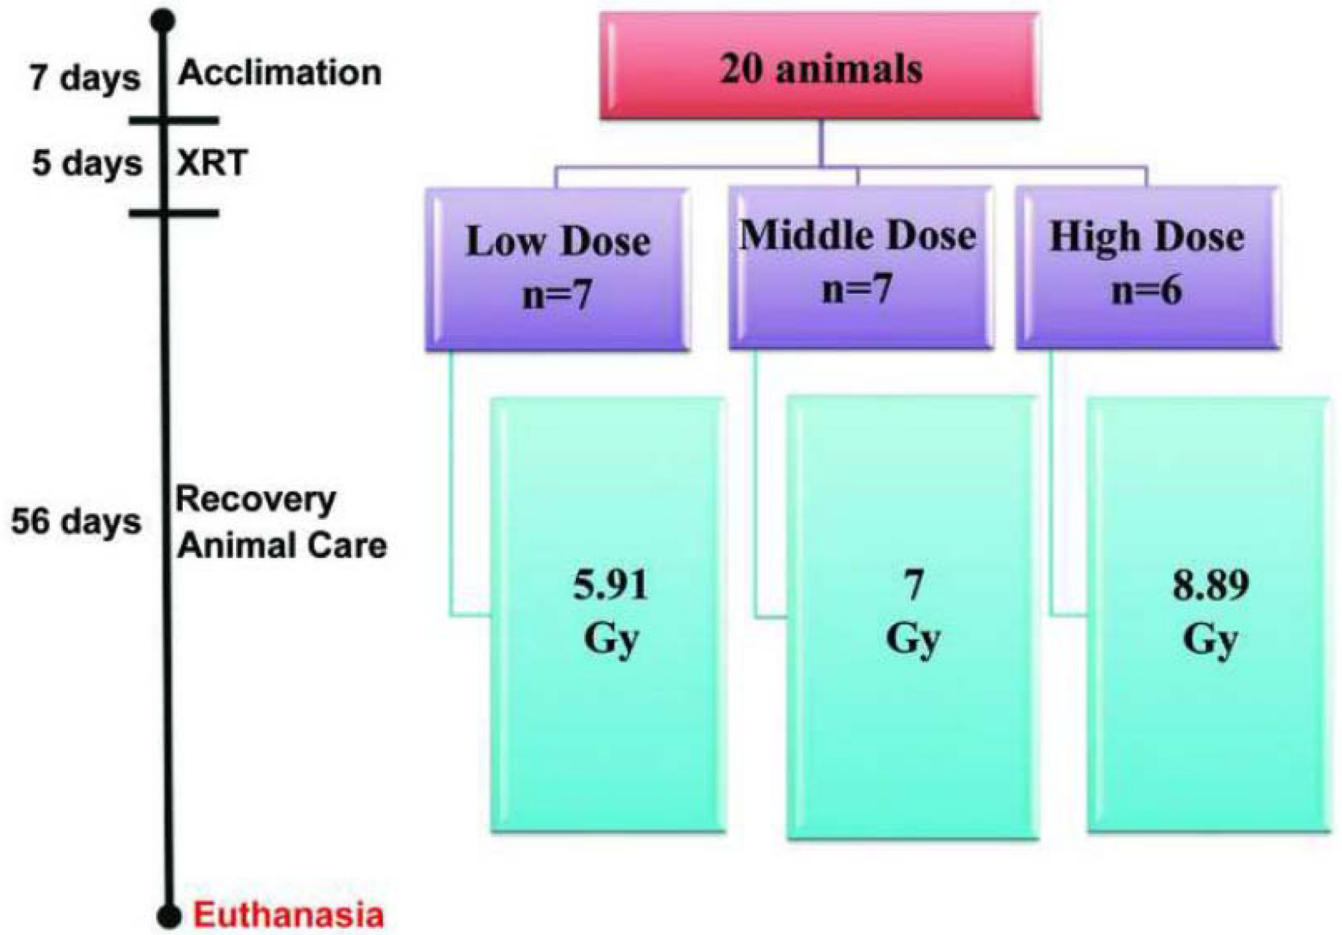 7 days
Acclimation
5 days
XRT
56 days
Recovery
Animal Care
Euthanasia
20 animals
Low Dose
n=7
Middle Dose
n=7
High Dose
n=6
5.91
Gy
7
Gy
8.89
Gy